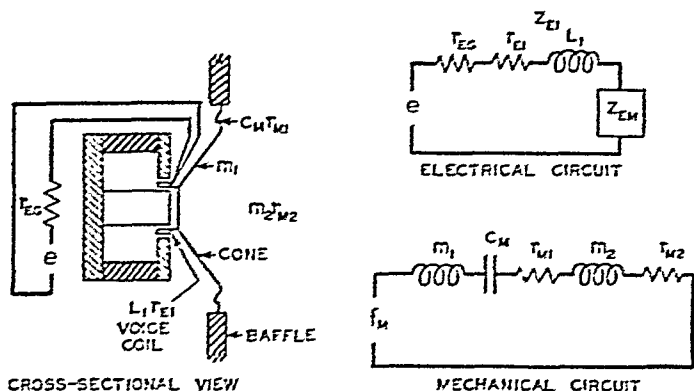 C_M r_M1
m_1
m_2 r_M2
r_EG
e
CONE
L_1 r_E1
VOICE
COIL
BAFFLE
CROSS-SECTIONAL VIEW
Z_E1
r_EG r_E1 L_1
e
Z_EM
ELECTRICAL CIRCUIT
m_1 C_M r_M1 m_2 r_M2
f_M
MECHANICAL CIRCUIT